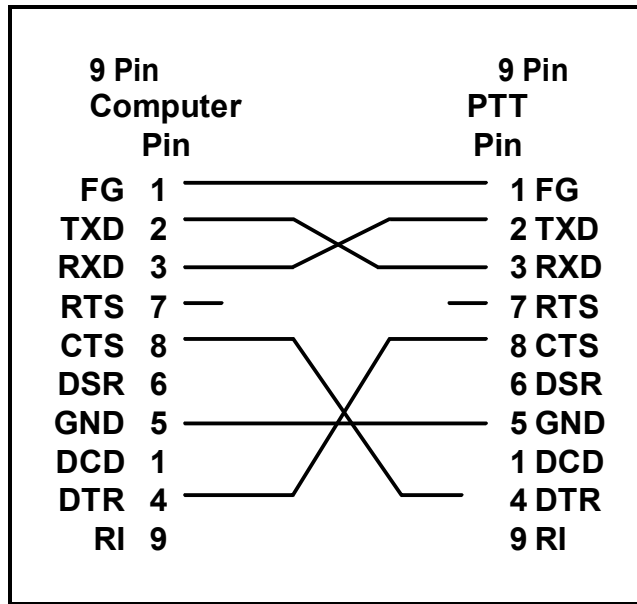 9 Pin 9 Pin
Computer PTT
Pin Pin
FG 1 1 FG
TXD 2 2 TXD
RXD 3 3 RXD
RTS 7 7 RTS
CTS 8 8 CTS
DSR 6 6 DSR
GND 5 5 GND
DCD 1 1 DCD
DTR 4 4 DTR
RI 9 9 RI